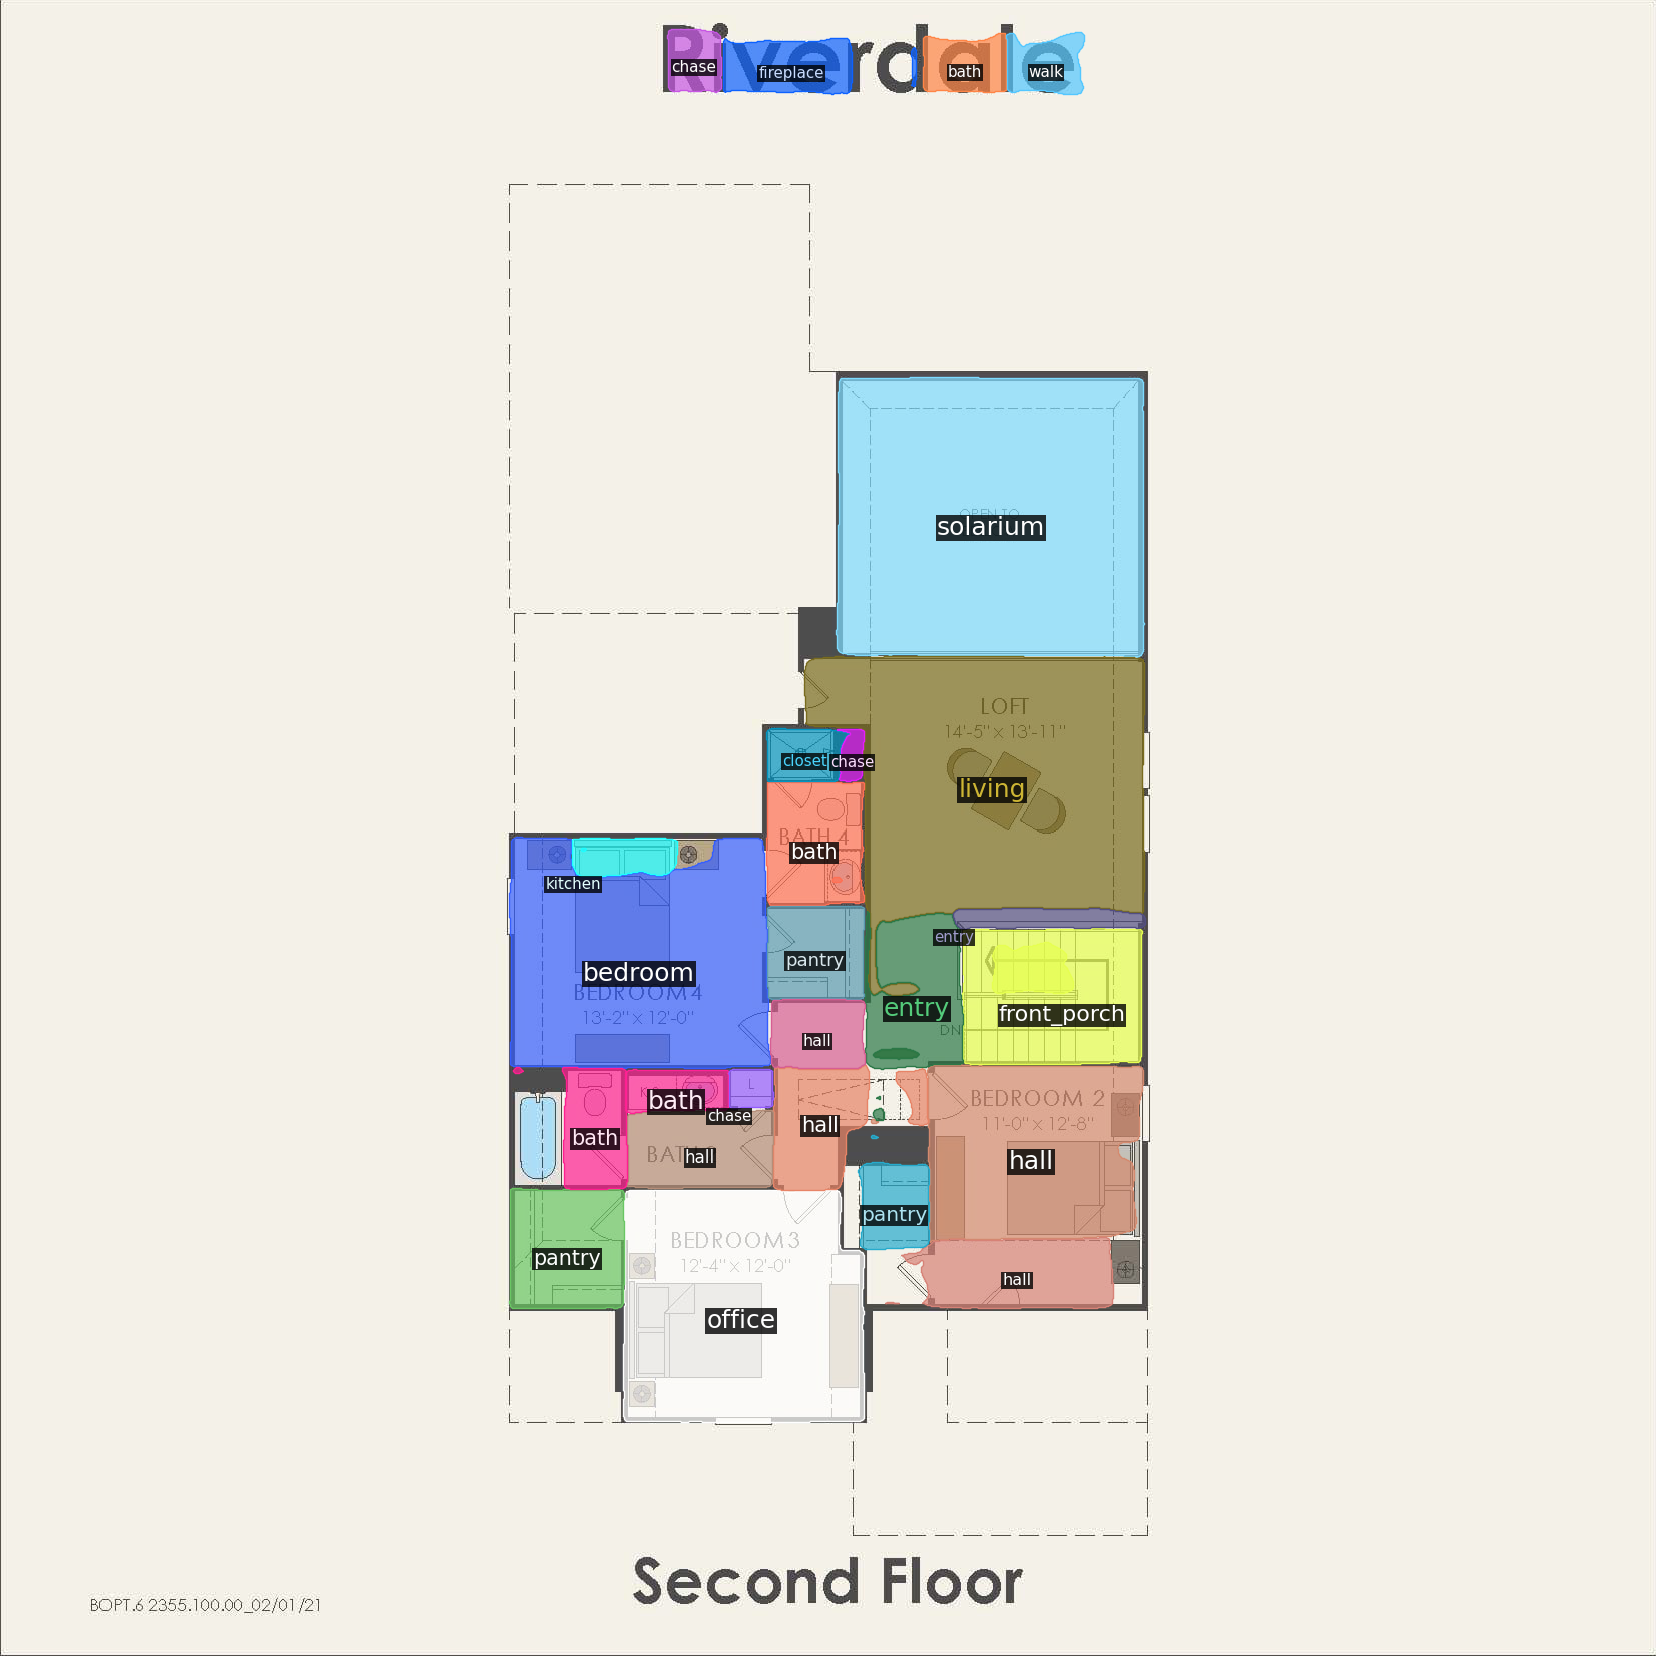 Riverdale
chase
fireplace
bath
walk
OPEN TO
solarium
LOFT
14'-5" x 13'-11"
living
closet
chase
BATH 4
bath
kitchen
entry
pantry
bedroom
BEDROOM 4
13'-2" x 12'-0"
entry
front_porch
DN
hall
L
bath
chase
BEDROOM 2
11'-0" x 12'-8"
hall
bath
BAT
hall
hall
pantry
BEDROOM 3
12'-4" x 12'-0"
pantry
hall
office
Second Floor
BOPT.6 2355.100.00_02/01/21